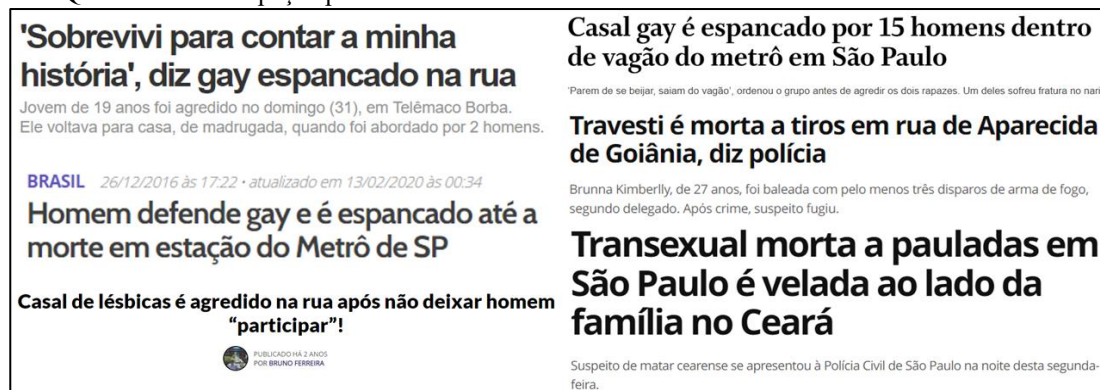 'Sobrevivi para contar a minha
história', diz gay espancado na rua
Jovem de 19 anos foi agredido no domingo (31), em Telêmaco Borba.
Ele voltava para casa, de madrugada, quando foi abordado por 2 homens.
BRASIL 26/12/2016 às 17:22 • atualizado em 13/02/2020 às 00:34
Homem defende gay e é espancado até a
morte em estação do Metrô de SP
Casal de lésbicas é agredido na rua após não deixar homem
“participar”!
PUBLICADO HÁ 2 ANOS
POR BRUNO FERREIRA
Casal gay é espancado por 15 homens dentro
de vagão do metrô em São Paulo
'Parem de se beijar, saiam do vagão', ordenou o grupo antes de agredir os dois rapazes. Um deles sofreu fratura no nari
Travesti é morta a tiros em rua de Aparecida
de Goiânia, diz polícia
Brunna Kimberlly, de 27 anos, foi baleada com pelo menos três disparos de arma de fogo,
segundo delegado. Após crime, suspeito fugiu.
Transexual morta a pauladas em
São Paulo é velada ao lado da
família no Ceará
Suspeito de matar cearense se apresentou à Polícia Civil de São Paulo na noite desta segunda-
feira.